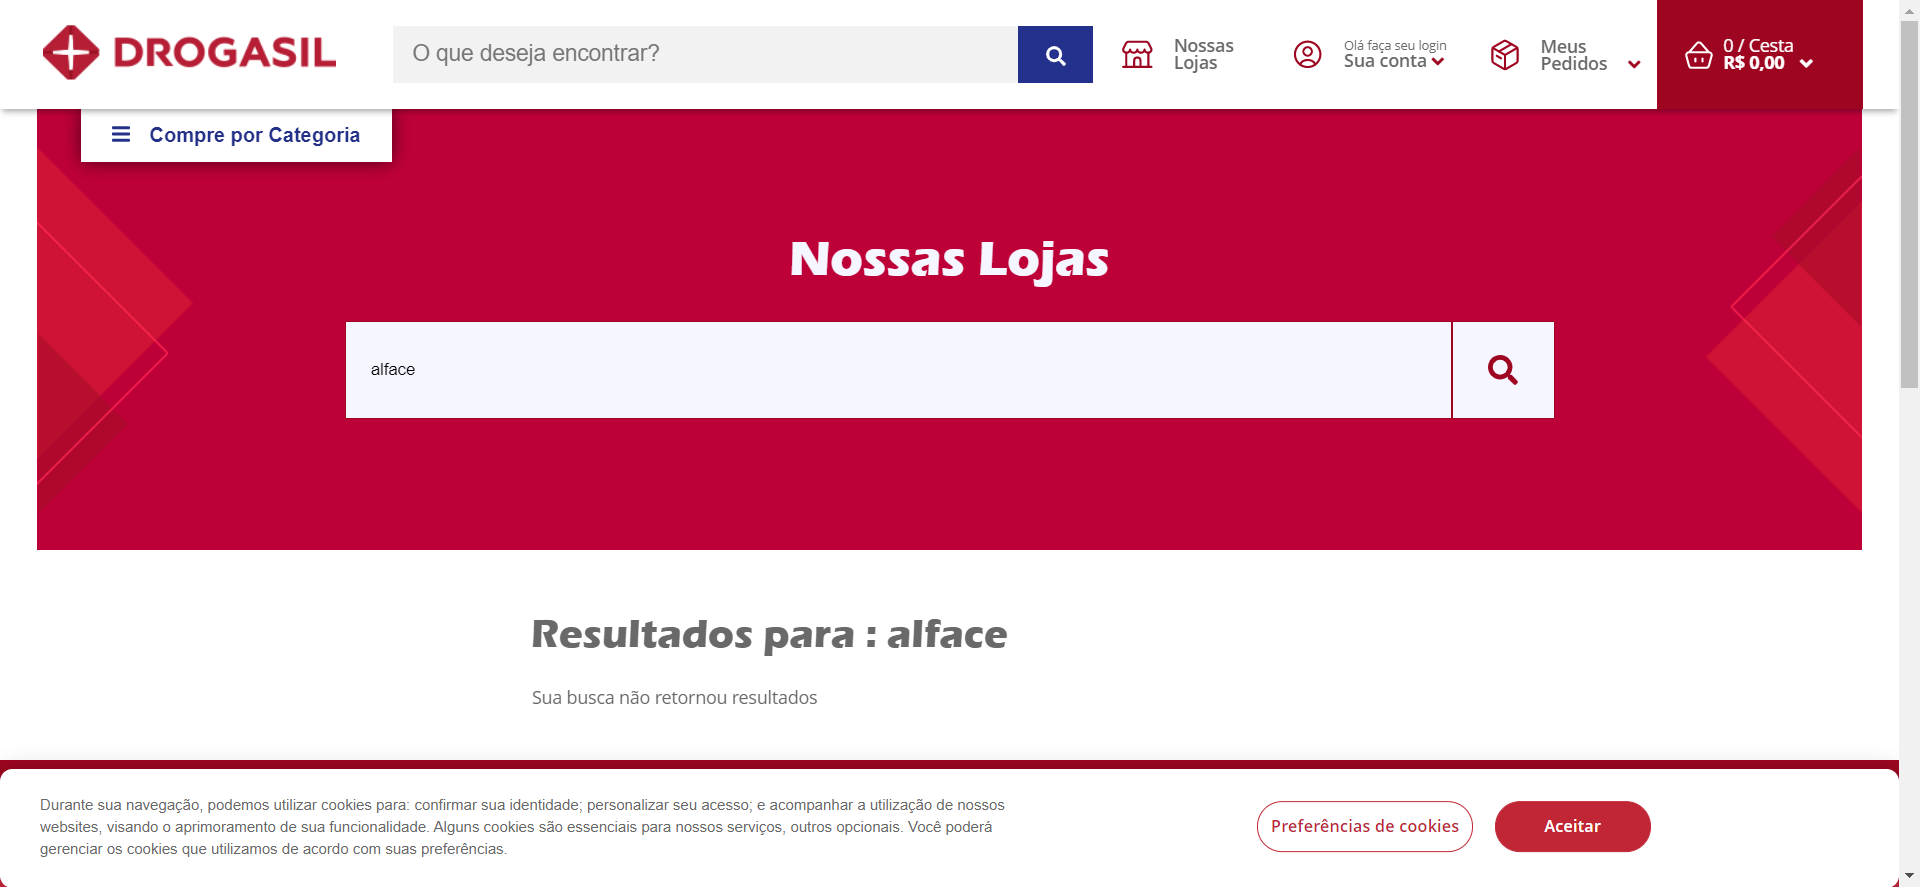 DROGASIL
O que deseja encontrar?
Nossas
Lojas
Olá faça seu login
Sua conta
Meus
Pedidos
0 / Cesta
R$ 0,00
Compre por Categoria
Nossas Lojas
alface
Resultados para : alface
Sua busca não retornou resultados
Durante sua navegação, podemos utilizar cookies para: confirmar sua identidade; personalizar seu acesso; e acompanhar a utilização de nossos
websites, visando o aprimoramento de sua funcionalidade. Alguns cookies são essenciais para nossos serviços, outros opcionais. Você poderá
gerenciar os cookies que utilizamos de acordo com suas preferências.
Preferências de cookies
Aceitar